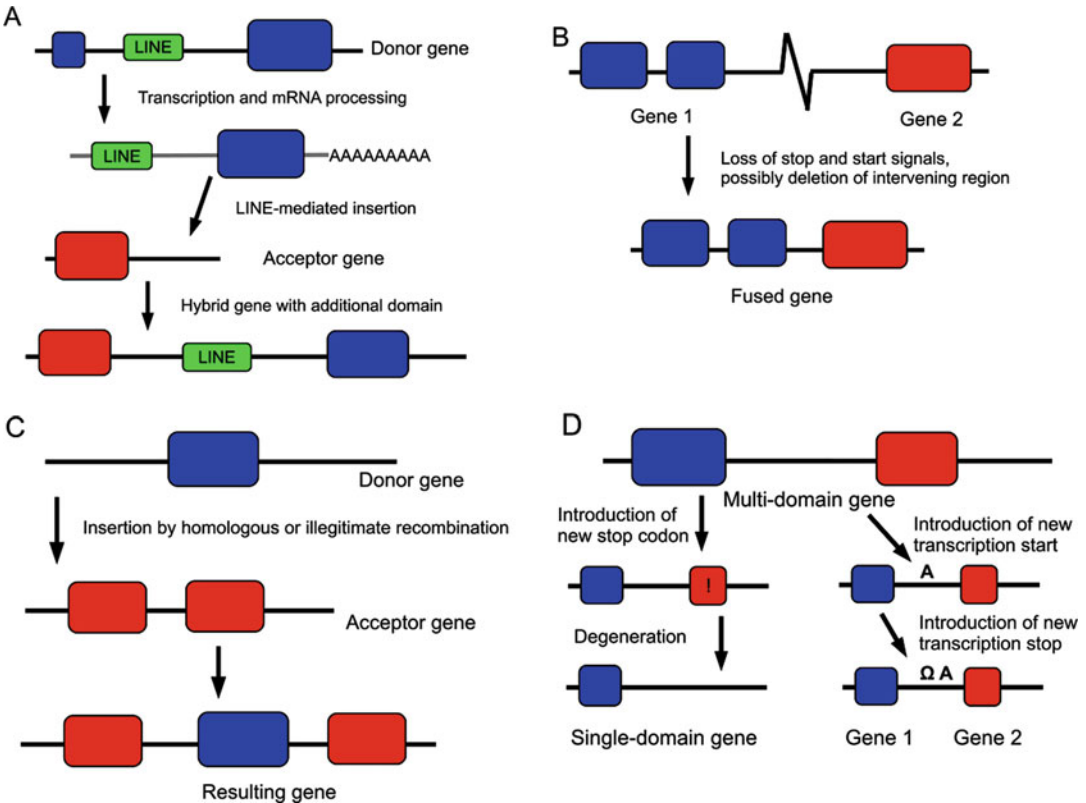 A
LINE
Donor gene
Transcription and mRNA processing
LINE
AAAAAAAAA
LINE-mediated insertion
Acceptor gene
Hybrid gene with additional domain
LINE
B
Gene 1
Gene 2
Loss of stop and start signals,
possibly deletion of intervening region
Fused gene
C
Donor gene
Insertion by homologous or illegitimate recombination
Acceptor gene
Resulting gene
D
Multi-domain gene
Introduction of
new stop codon
!
Degeneration
Single-domain gene
Introduction of new
transcription start
A
Introduction of new
transcription stop
Ω A
Gene 1
Gene 2